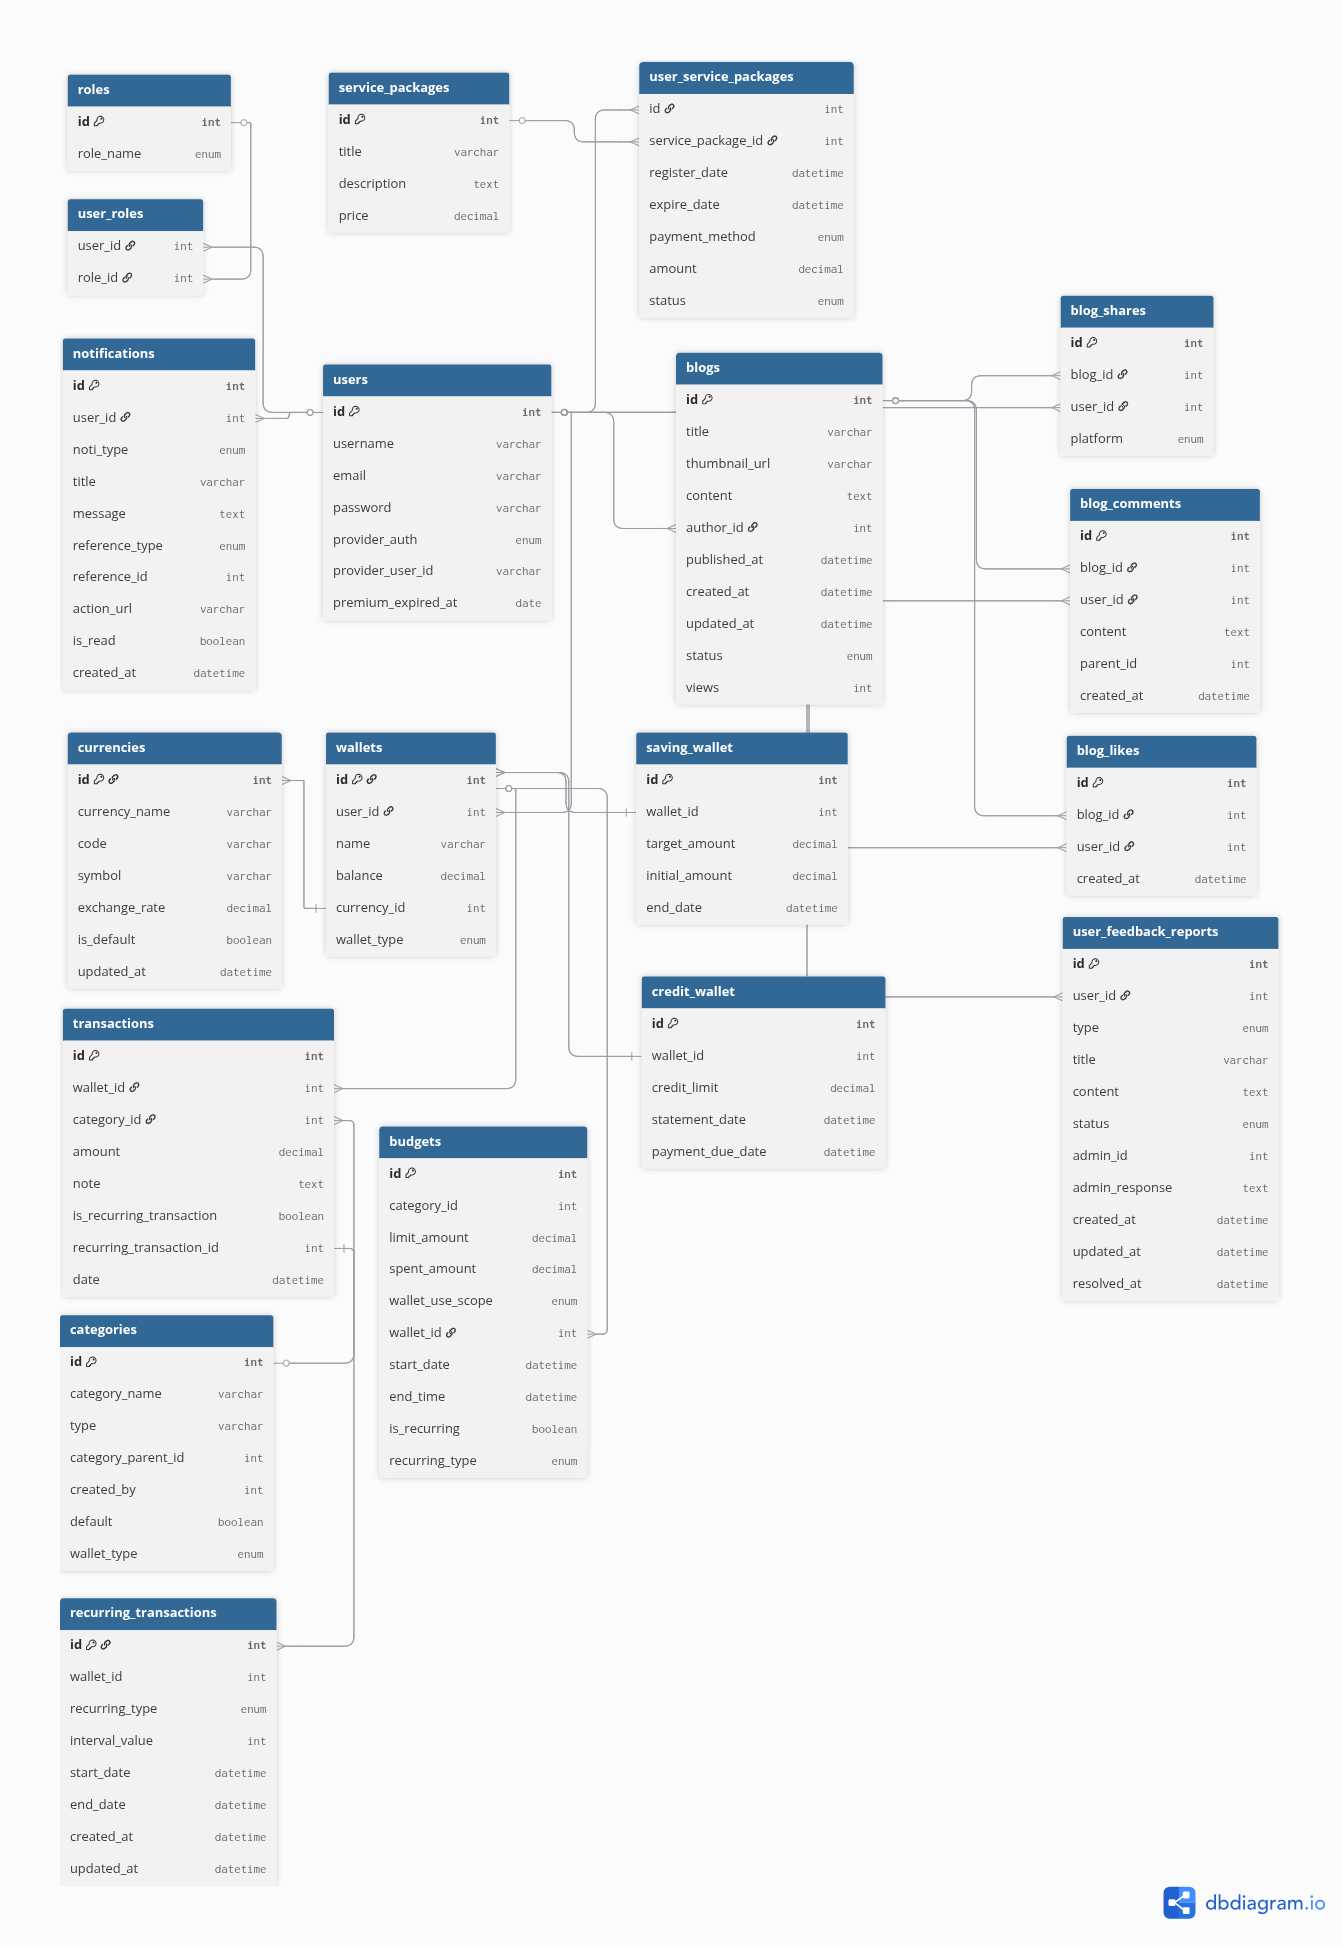 roles
id int
role_name enum
user_roles
user_id int
role_id int
service_packages
id int
title varchar
description text
price decimal
user_service_packages
id int
service_package_id int
register_date datetime
expire_date datetime
payment_method enum
amount decimal
status enum
notifications
id int
user_id int
noti_type enum
title varchar
message text
reference_type enum
reference_id int
action_url varchar
is_read boolean
created_at datetime
users
id int
username varchar
email varchar
password varchar
provider_auth enum
provider_user_id varchar
premium_expired_at date
blogs
id int
title varchar
thumbnail_url varchar
content text
author_id int
published_at datetime
created_at datetime
updated_at datetime
status enum
views int
blog_shares
id int
blog_id int
user_id int
platform enum
blog_comments
id int
blog_id int
user_id int
content text
parent_id int
created_at datetime
currencies
id int
currency_name varchar
code varchar
symbol varchar
exchange_rate decimal
is_default boolean
updated_at datetime
wallets
id int
user_id int
name varchar
balance decimal
currency_id int
wallet_type enum
saving_wallet
id int
wallet_id int
target_amount decimal
initial_amount decimal
end_date datetime
blog_likes
id int
blog_id int
user_id int
created_at datetime
user_feedback_reports
id int
user_id int
type enum
title varchar
content text
status enum
admin_id int
admin_response text
created_at datetime
updated_at datetime
resolved_at datetime
credit_wallet
id int
wallet_id int
credit_limit decimal
statement_date datetime
payment_due_date datetime
transactions
id int
wallet_id int
category_id int
amount decimal
note text
is_recurring_transaction boolean
recurring_transaction_id int
date datetime
budgets
id int
category_id int
limit_amount decimal
spent_amount decimal
wallet_use_scope enum
wallet_id int
start_date datetime
end_time datetime
is_recurring boolean
recurring_type enum
categories
id int
category_name varchar
type varchar
category_parent_id int
created_by int
default boolean
wallet_type enum
recurring_transactions
id int
wallet_id int
recurring_type enum
interval_value int
start_date datetime
end_date datetime
created_at datetime
updated_at datetime
dbdiagram.io